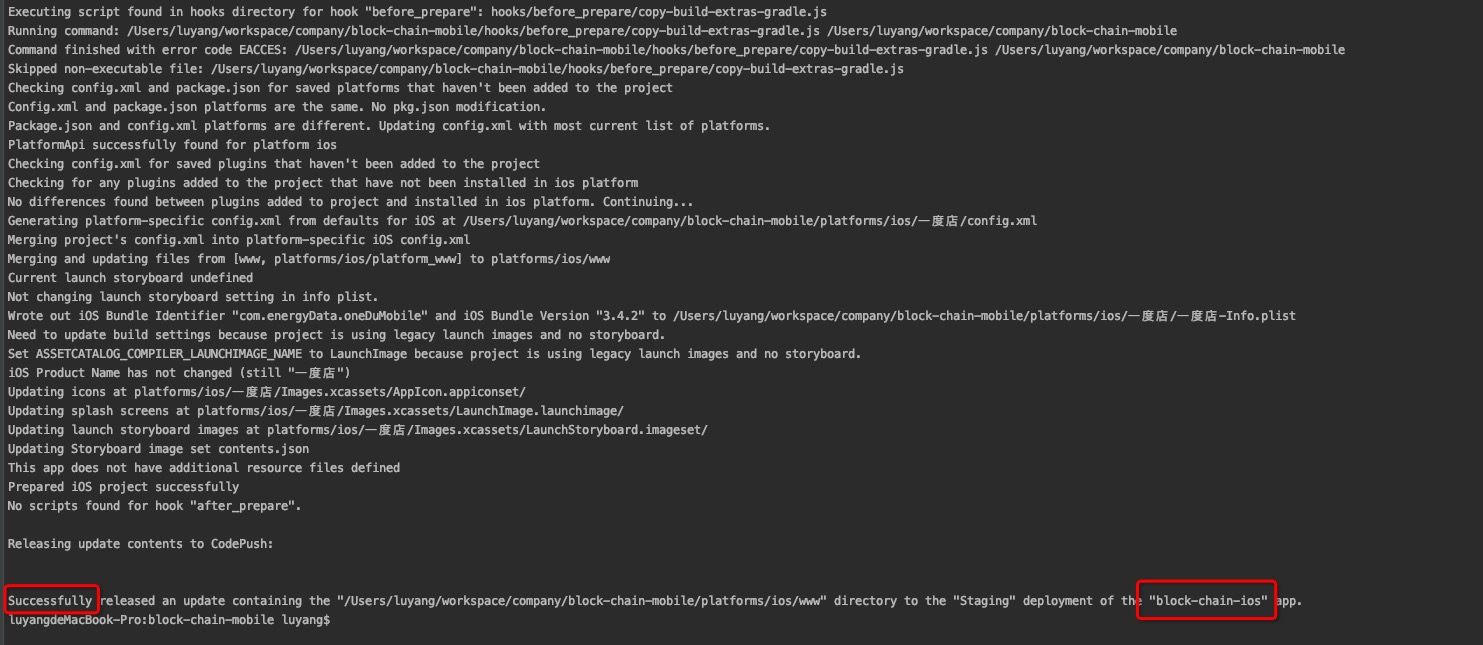 Executing script found in hooks directory for hook "before_prepare": hooks/before_prepare/copy-build-extras-gradle.js
Running command: /Users/luyang/workspace/company/block-chain-mobile/hooks/before_prepare/copy-build-extras-gradle.js /Users/luyang/workspace/company/block-chain-mobile
Command finished with error code EACCES: /Users/luyang/workspace/company/block-chain-mobile/hooks/before_prepare/copy-build-extras-gradle.js /Users/luyang/workspace/company/block-chain-mobile
Skipped non-executable file: /Users/luyang/workspace/company/block-chain-mobile/hooks/before_prepare/copy-build-extras-gradle.js
Checking config.xml and package.json for saved platforms that haven't been added to the project
Config.xml and package.json platforms are the same. No pkg.json modification.
Package.json and config.xml platforms are different. Updating config.xml with most current list of platforms.
PlatformApi successfully found for platform ios
Checking config.xml for saved plugins that haven't been added to the project
Checking for any plugins added to the project that have not been installed in ios platform
No differences found between plugins added to project and installed in ios platform. Continuing...
Generating platform-specific config.xml from defaults for iOS at /Users/luyang/workspace/company/block-chain-mobile/platforms/ios/一度店/config.xml
Merging project's config.xml into platform-specific iOS config.xml
Merging and updating files from [www, platforms/ios/platform_www] to platforms/ios/www
Current launch storyboard undefined
Not changing launch storyboard setting in info plist.
Wrote out iOS Bundle Identifier "com.energyData.oneDuMobile" and iOS Bundle Version "3.4.2" to /Users/luyang/workspace/company/block-chain-mobile/platforms/ios/一度店/一度店-Info.plist
Need to update build settings because project is using legacy launch images and no storyboard.
Set ASSETCATALOG_COMPILER_LAUNCHIMAGE_NAME to LaunchImage because project is using legacy launch images and no storyboard.
iOS Product Name has not changed (still "一度店")
Updating icons at platforms/ios/一度店/Images.xcassets/AppIcon.appiconset/
Updating splash screens at platforms/ios/一度店/Images.xcassets/LaunchImage.launchimage/
Updating launch storyboard images at platforms/ios/一度店/Images.xcassets/LaunchStoryboard.imageset/
Updating Storyboard image set contents.json
This app does not have additional resource files defined
Prepared iOS project successfully
No scripts found for hook "after_prepare".
Releasing update contents to CodePush:
Successfully released an update containing the "/Users/luyang/workspace/company/block-chain-mobile/platforms/ios/www" directory to the "Staging" deployment of the "block-chain-ios" app.
luyangdeMacBook-Pro:block-chain-mobile luyang$